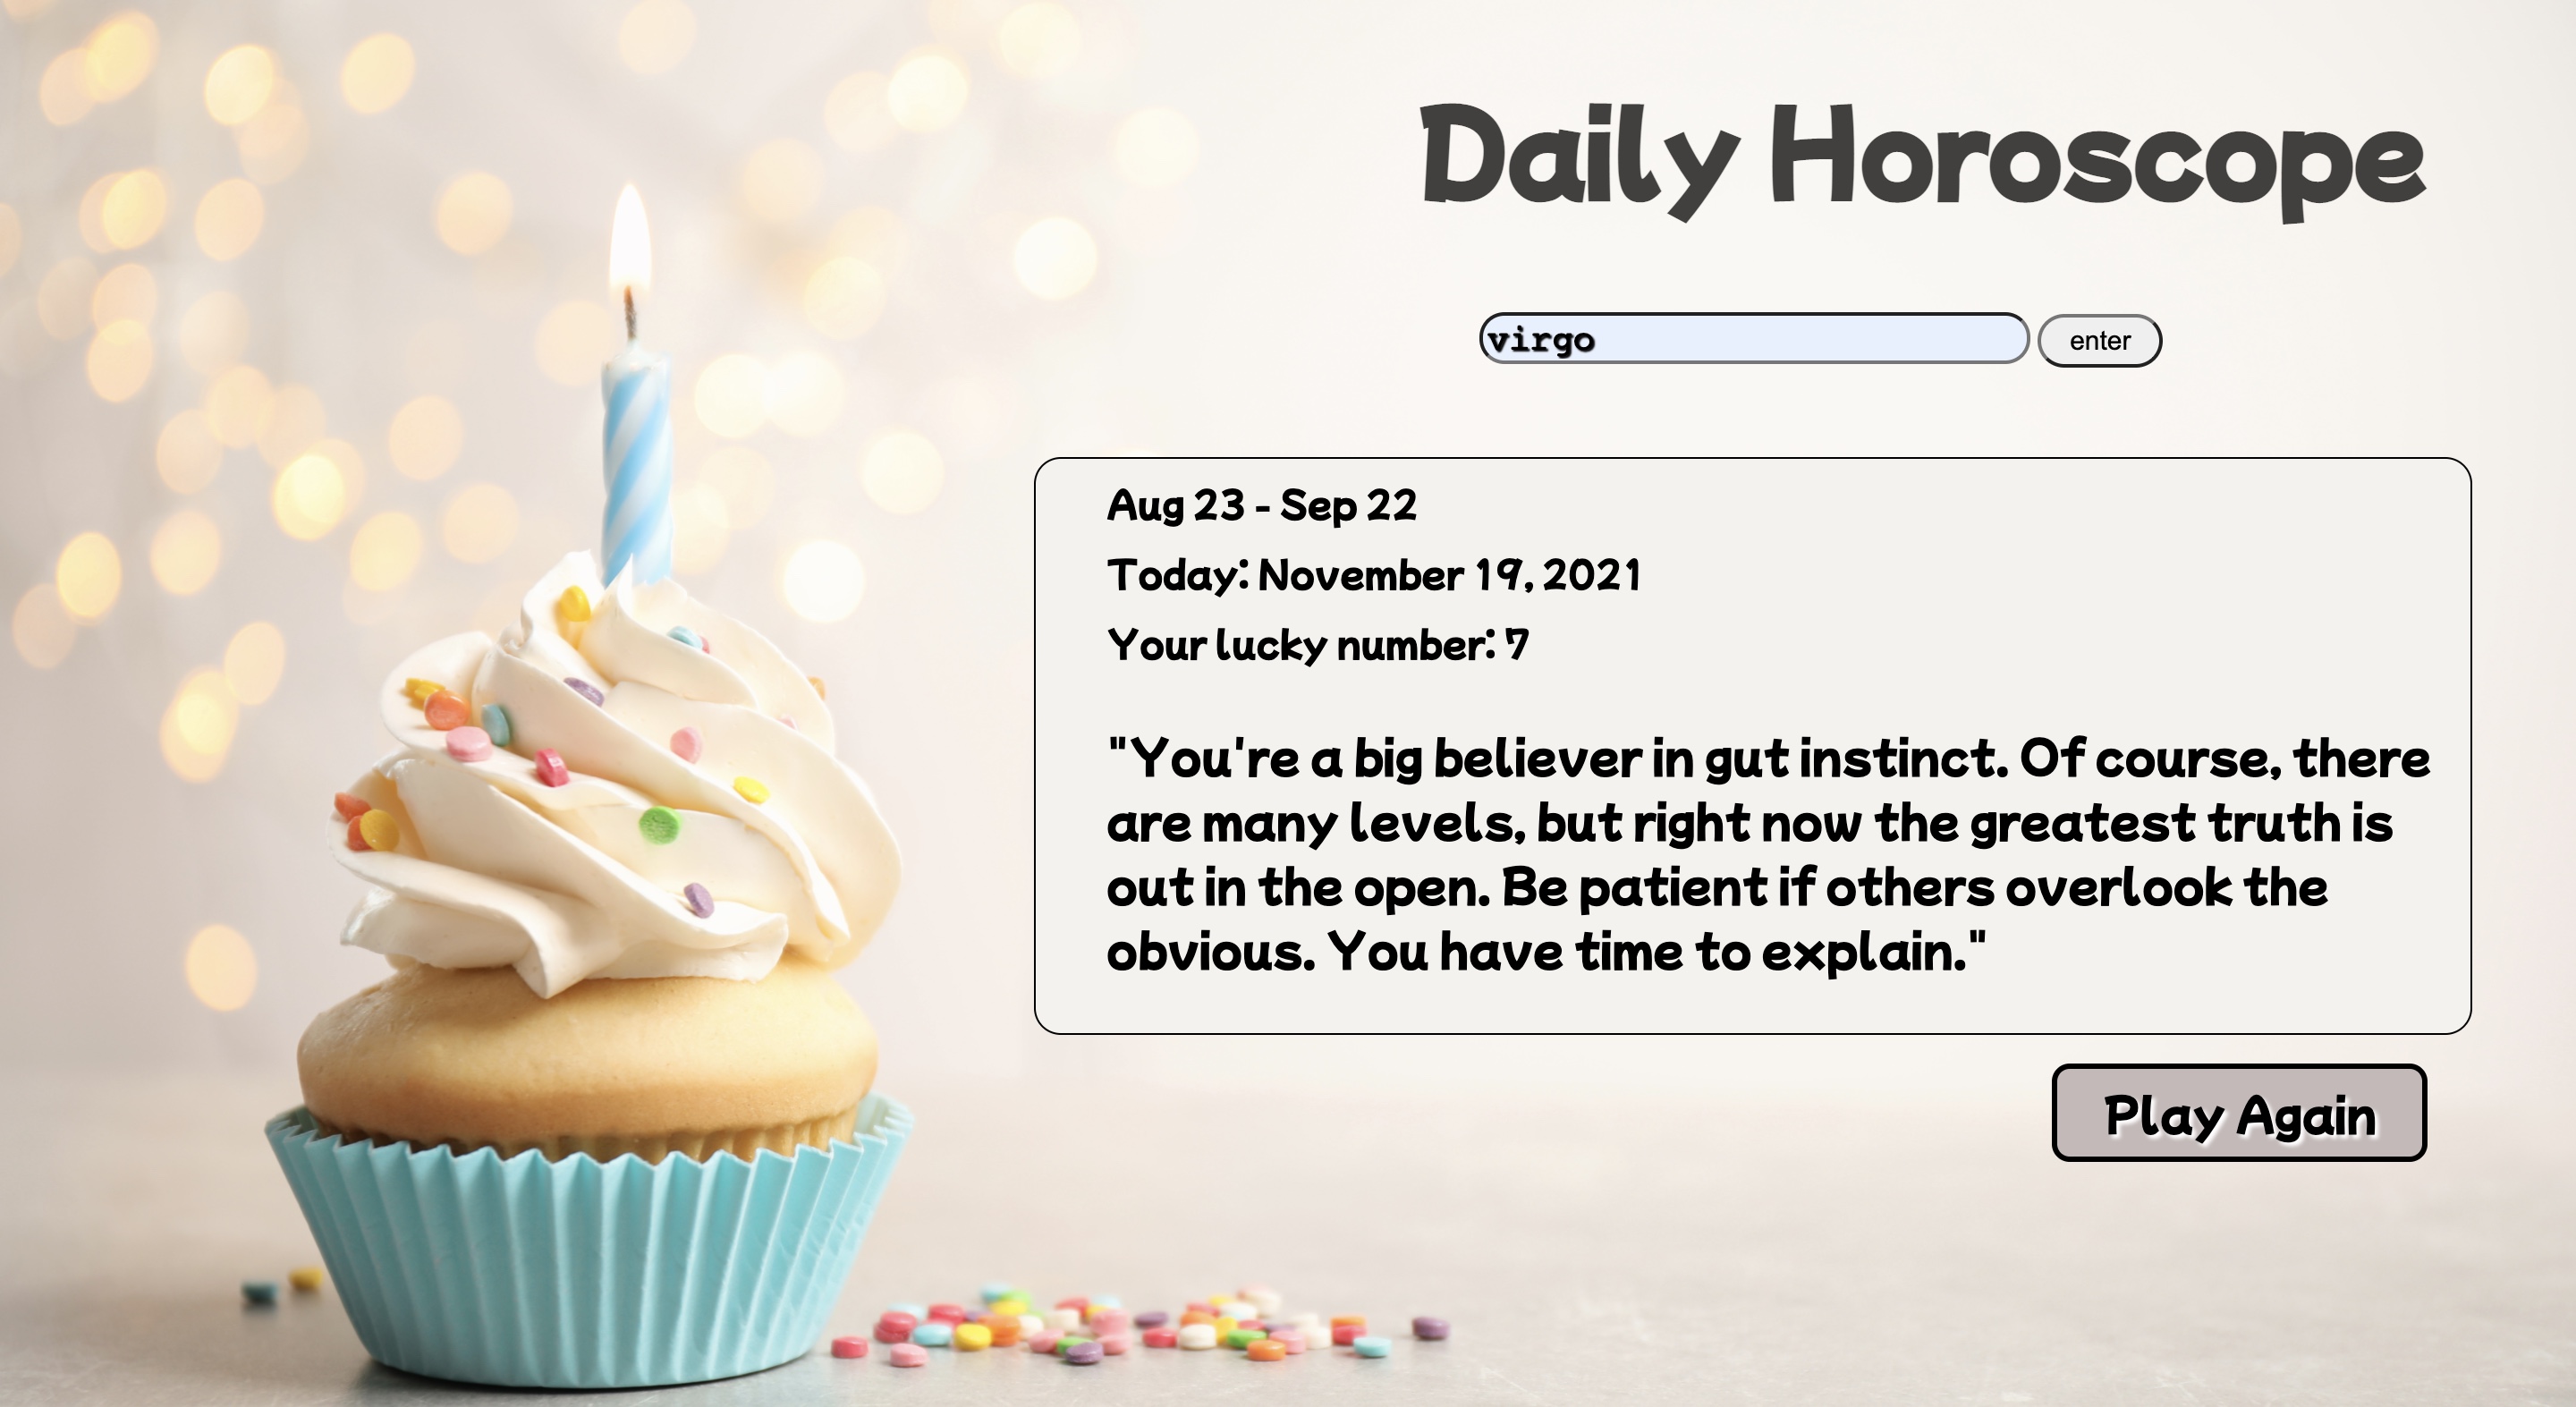 Daily Horoscope
virgo
enter
Aug 23 - Sep 22
Today: November 19, 2021
Your lucky number: 7
"You're a big believer in gut instinct. Of course, there
are many levels, but right now the greatest truth is
out in the open. Be patient if others overlook the
obvious. You have time to explain."
Play Again